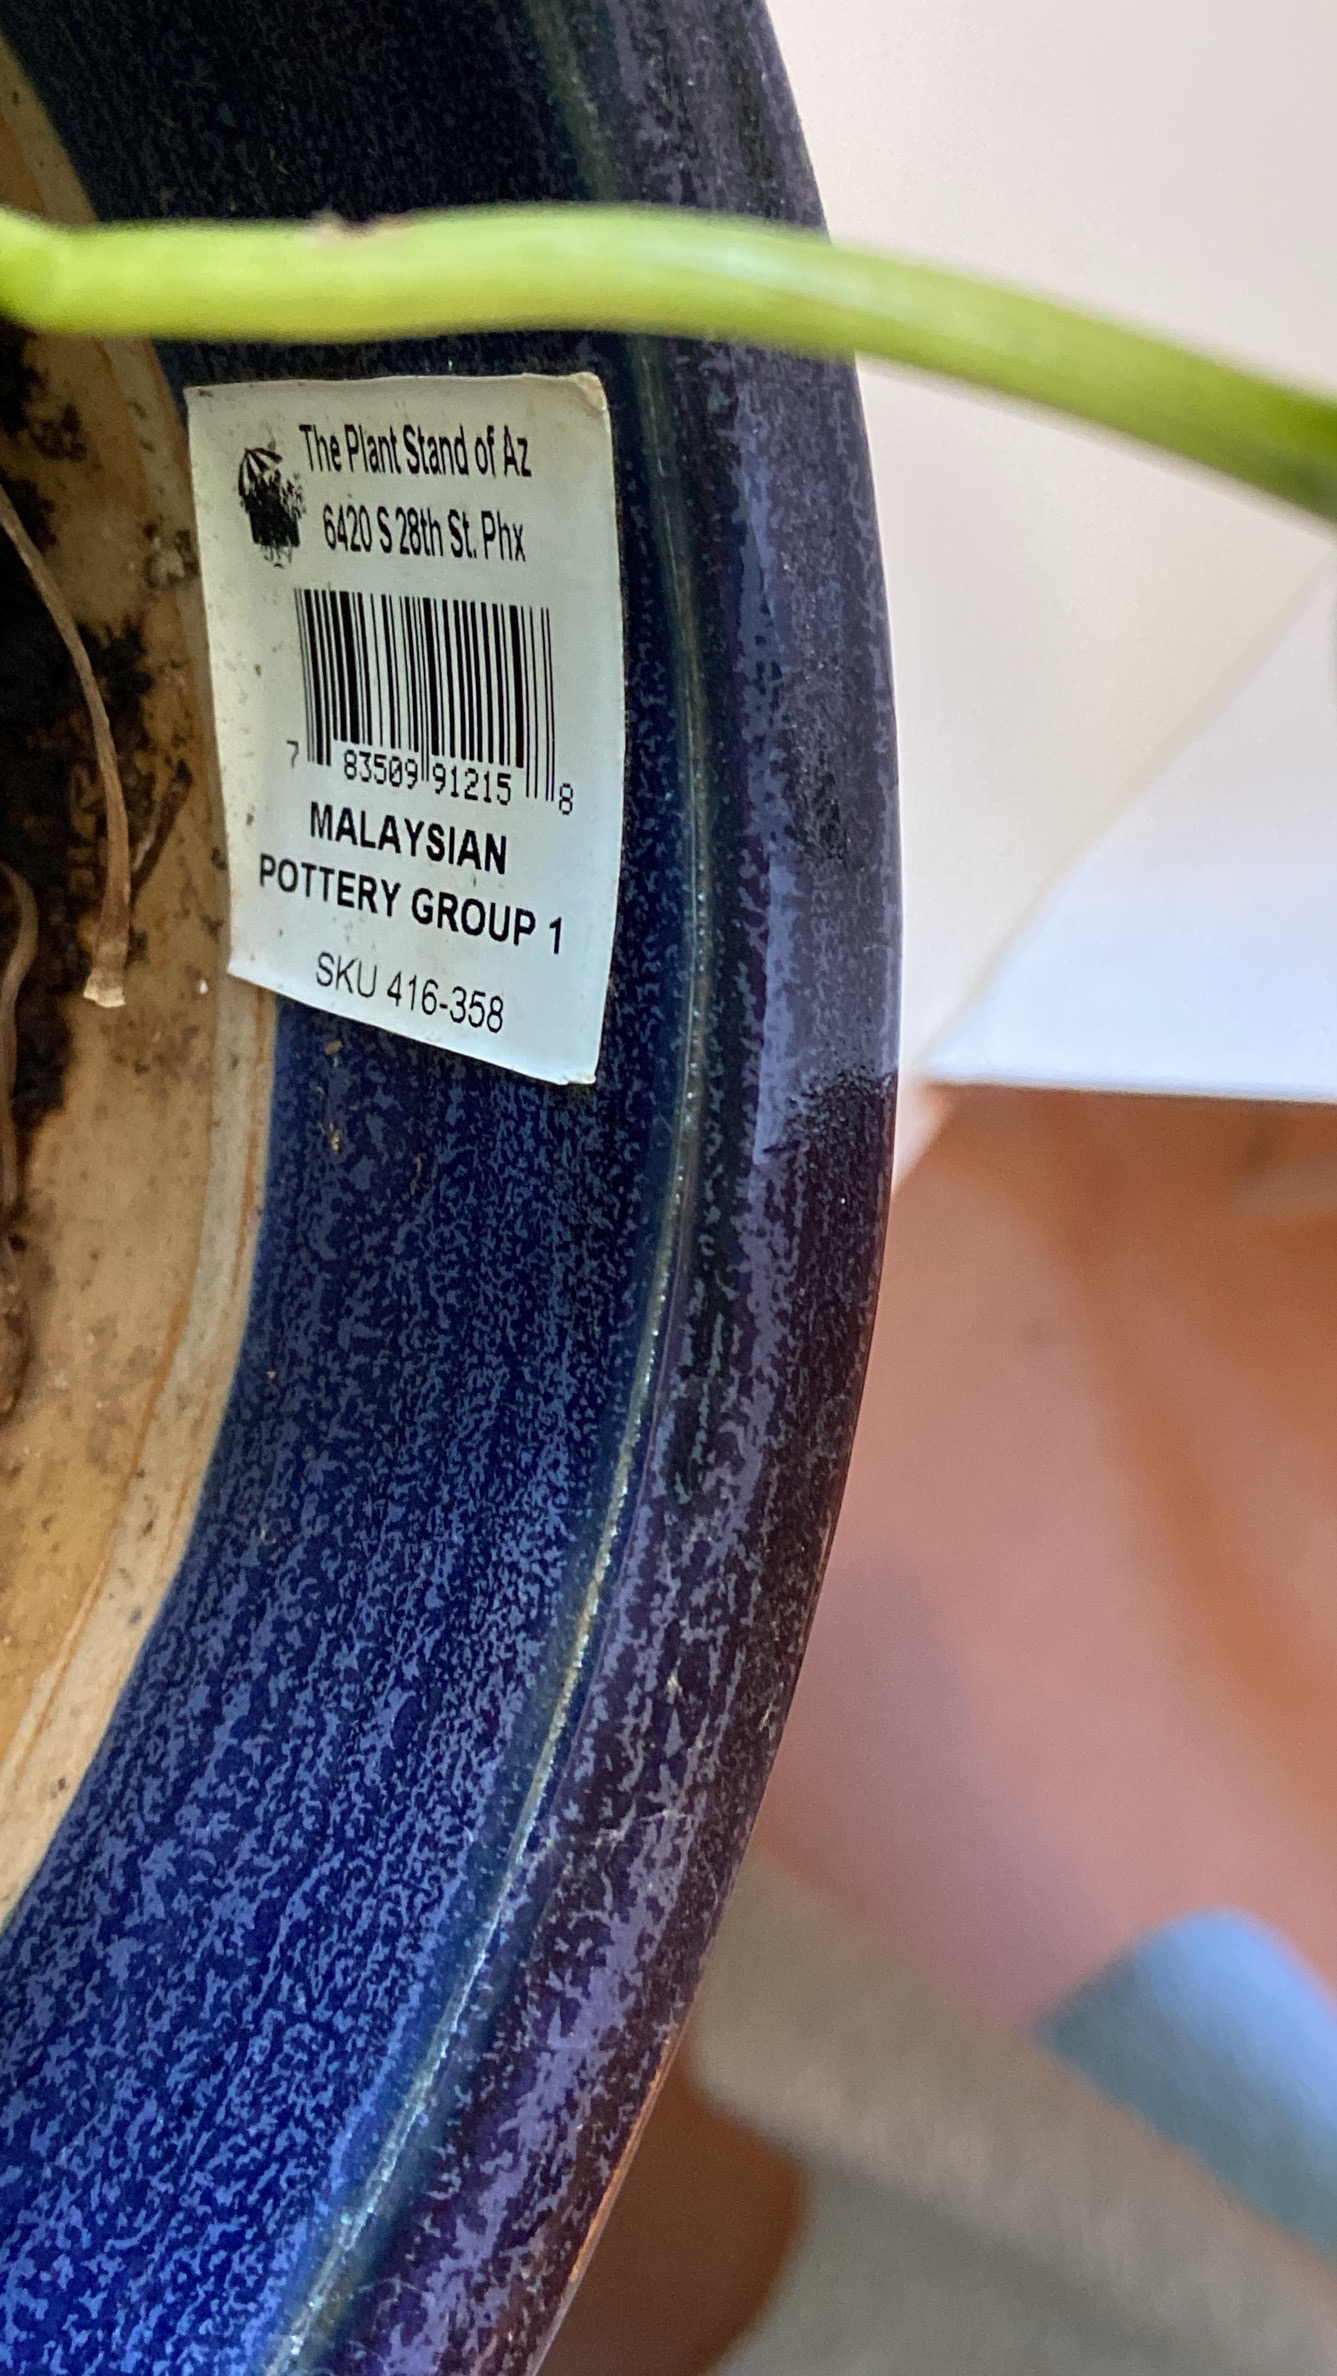 The Plant Stand of Az
6420 S 28th St. Phx
7 83509 91215 8
MALAYSIAN
POTTERY GROUP 1
SKU 416-358